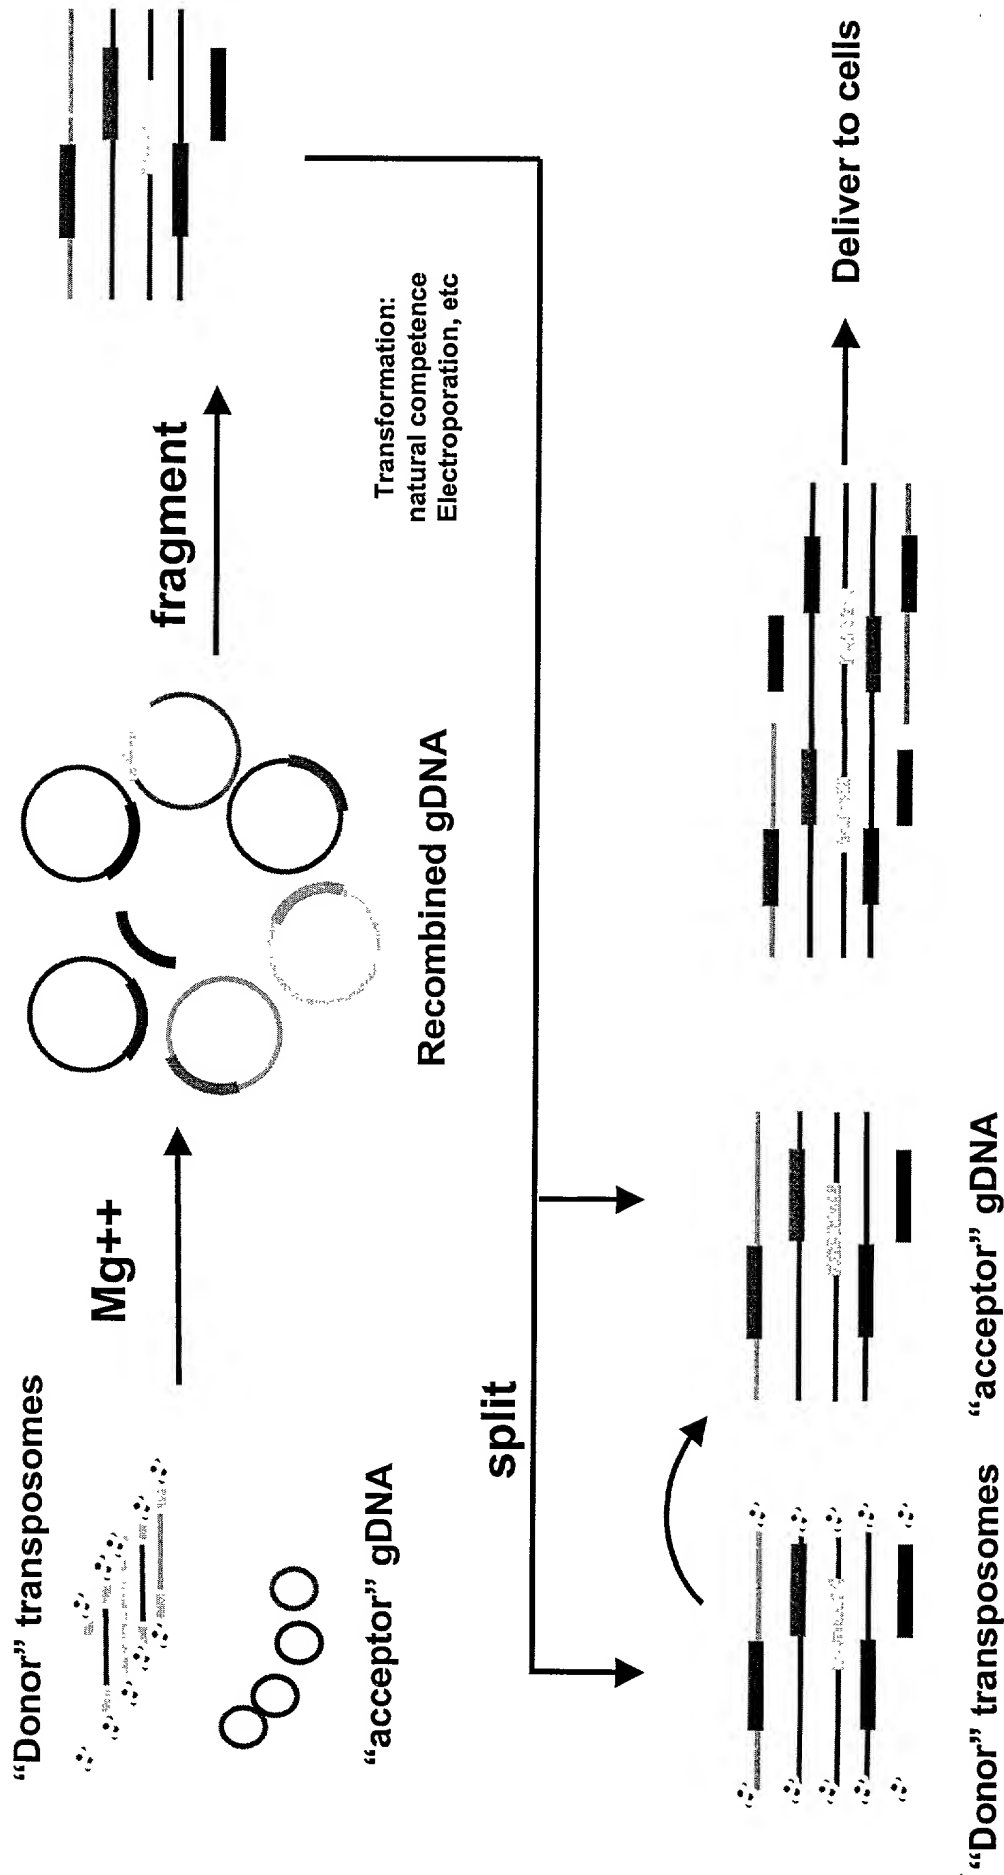 “Donor” transposomes
“acceptor” gDNA
Mg++
Recombined gDNA
fragment
Transformation:
natural competence
Electroporation, etc
split
“Donor” transposomes
“acceptor” gDNA
Deliver to cells